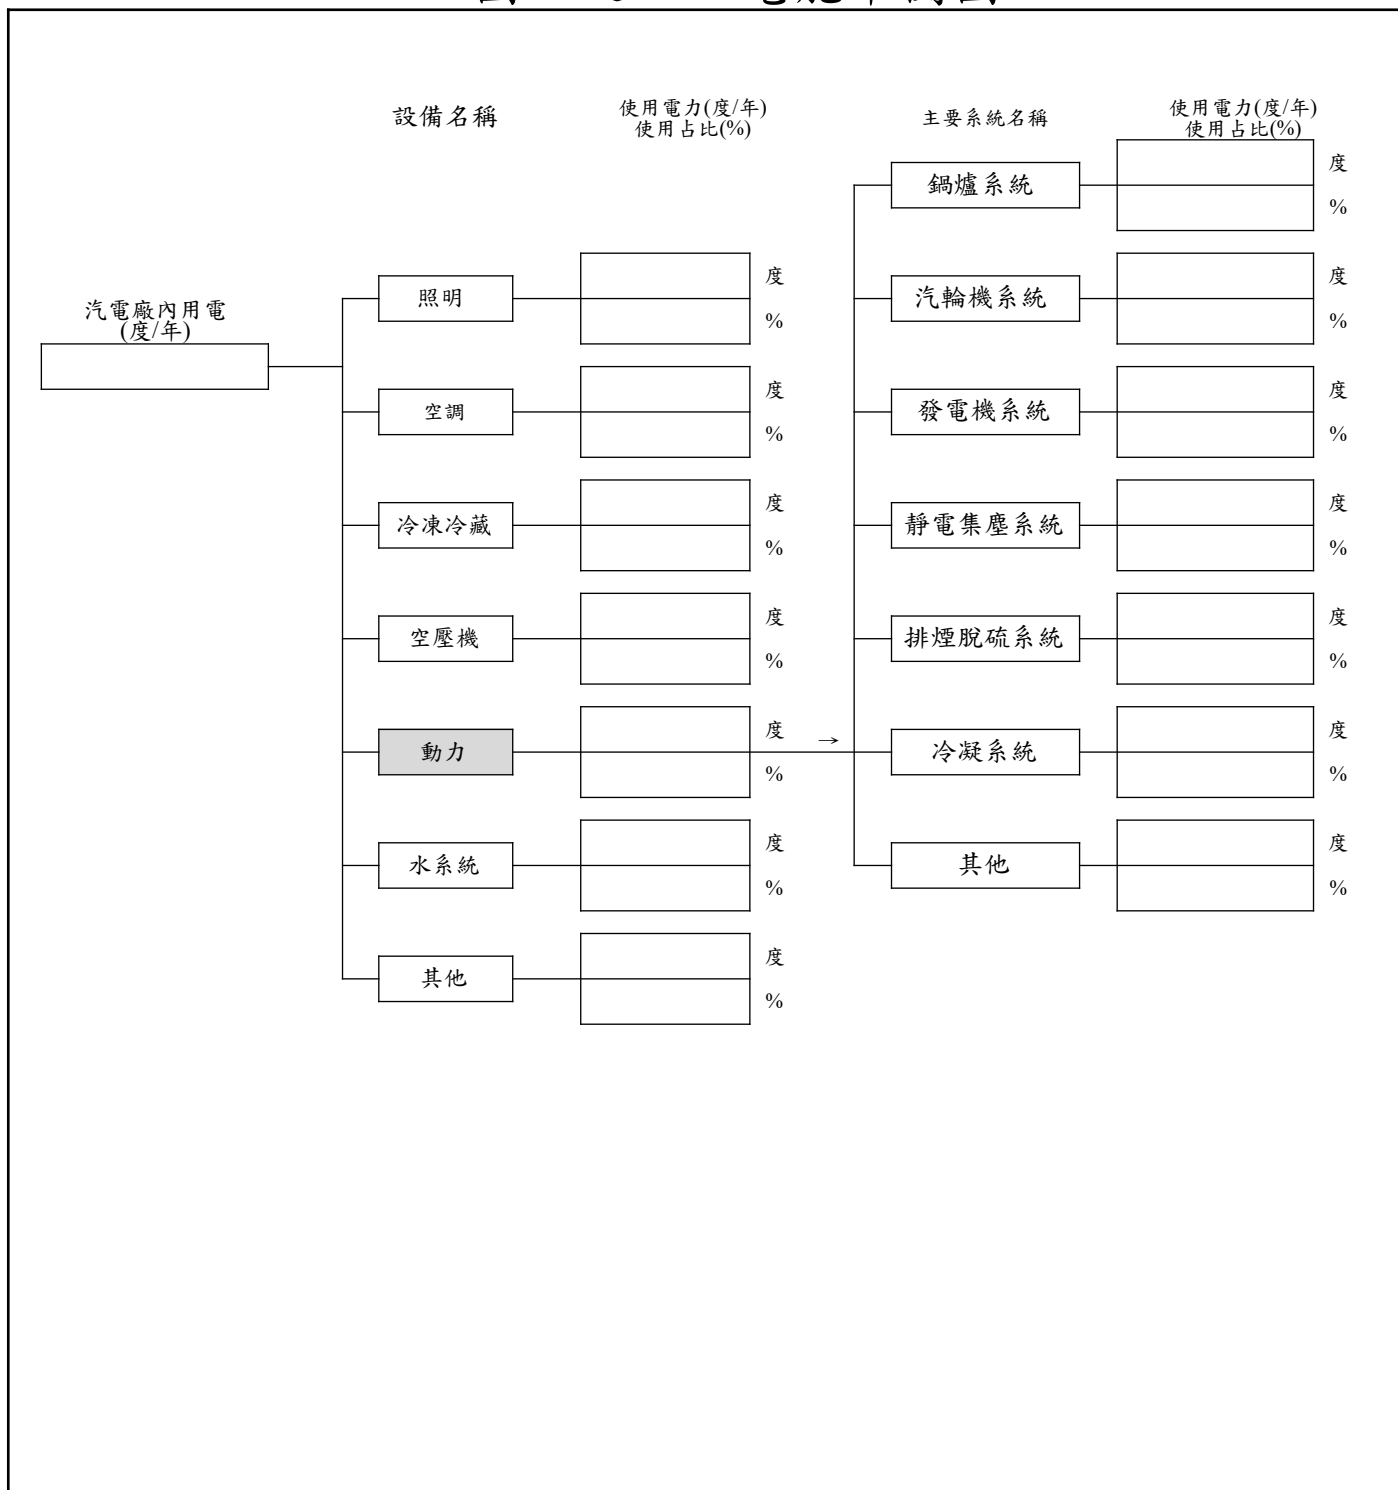 設備名稱
使用電力(度/年)
使用占比(%)
主要系統名稱
使用電力(度/年)
使用占比(%)
鍋爐系統
度
%
汽電廠內用電
(度/年)
照明
度
%
汽輪機系統
度
%
空調
度
%
發電機系統
度
%
冷凍冷藏
度
%
靜電集塵系統
度
%
空壓機
度
%
排煙脫硫系統
度
%
動力
度
%
→
冷凝系統
度
%
水系統
度
%
其他
度
%
其他
度
%